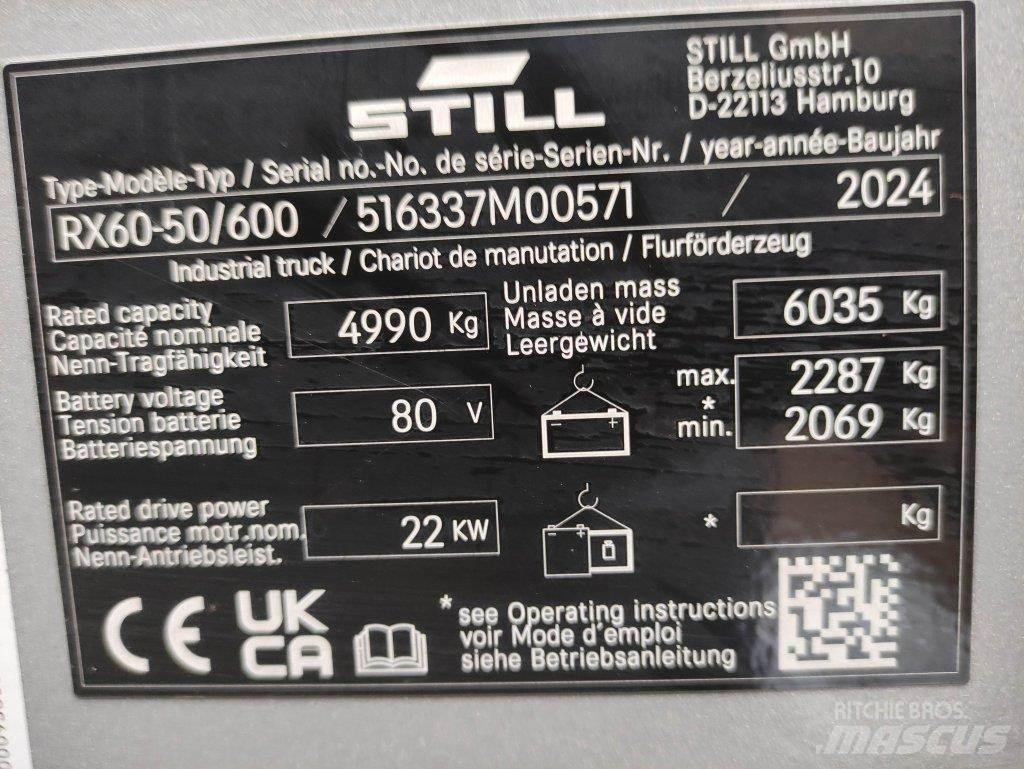 STILL
STILL GmbH
Berzeliusstr.10
D-22113 Hamburg
Type-Modèle-Typ / Serial no.-No. de série-Serien-Nr. / year-année-Baujahr
RX60-50/600 / 516337M00571 / 2024
Industrial truck / Chariot de manutation / Flurförderzeug
Rated capacity
Capacité nominale
Nenn-Tragfähigkeit
4990 Kg
Unladen mass
Masse à vide
Leergewicht
6035 Kg
Battery voltage
Tension batterie
Batteriespannung
80 V
- +
max. 2287 Kg
*
min. 2069 Kg
Rated drive power
Puissance motr.nom.
Nenn-Antriebsleist.
22 KW
- +
* Kg
CE UK
CA
* see Operating instructions
voir Mode d'emploi
siehe Betriebsanleitung
RITCHIE BROS.
MASCUS